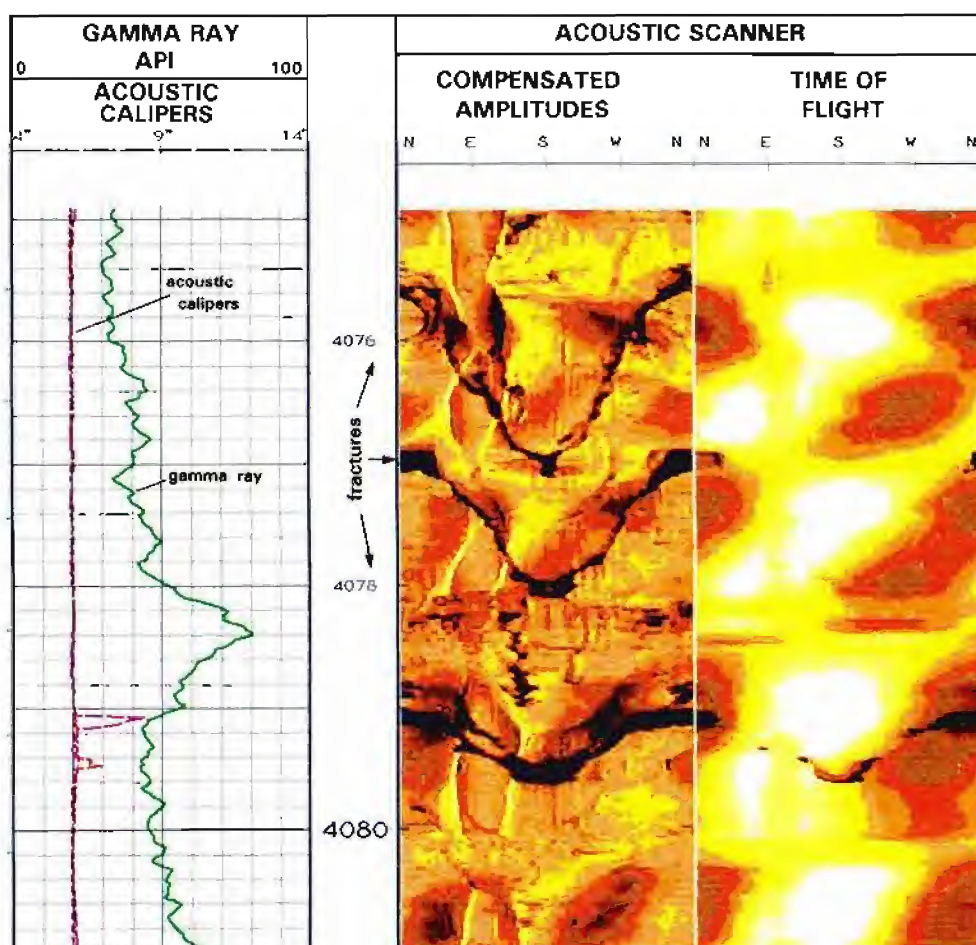 GAMMA RAY
API
0 100
ACOUSTIC
CALIPERS
9" 14"
acoustic
calipers
gamma ray
4076
fractures
4078
4080
ACOUSTIC SCANNER
COMPENSATED
AMPLITUDES
TIME OF
FLIGHT
N E S W N N E S W N